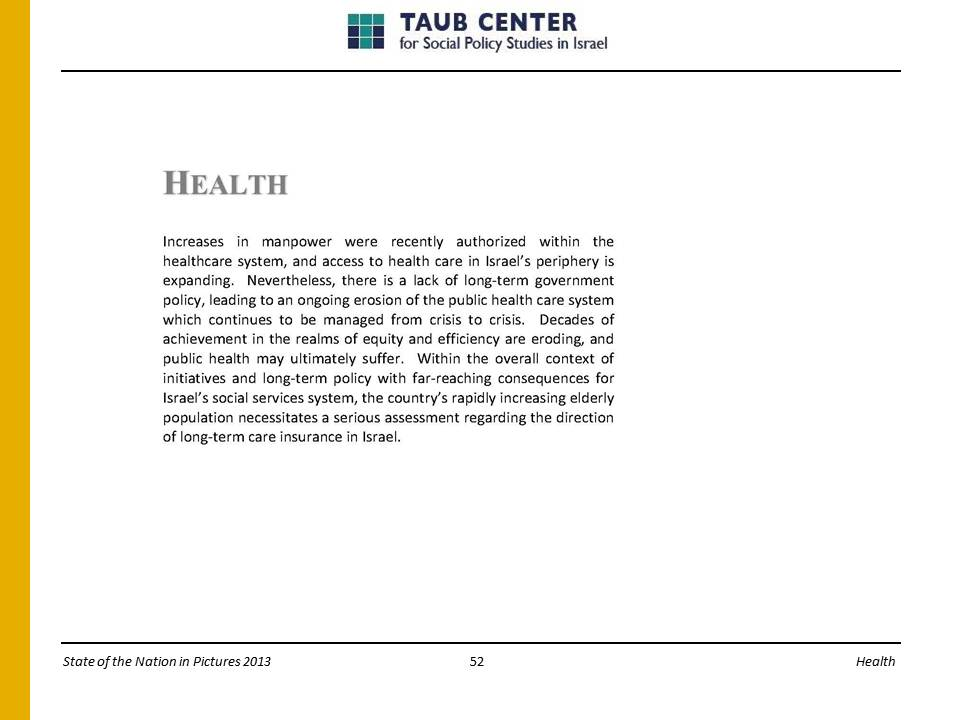 TAUB CENTER
for Social Policy Studies in Israel
HEALTH
Increases in manpower were recently authorized within the
healthcare system, and access to health care in Israel's periphery is
expanding. Nevertheless, there is a lack of long-term government
policy, leading to an ongoing erosion of the public health care system
which continues to be managed from crisis to crisis. Decades of
achievement in the realms of equity and efficiency are eroding, and
public health may ultimately suffer. Within the overall context of
initiatives and long-term policy with far-reaching consequences for
Israel's social services system, the country's rapidly increasing elderly
population necessitates a serious assessment regarding the direction
of long-term care insurance in Israel.
State of the Nation in Pictures 2013 52 Health